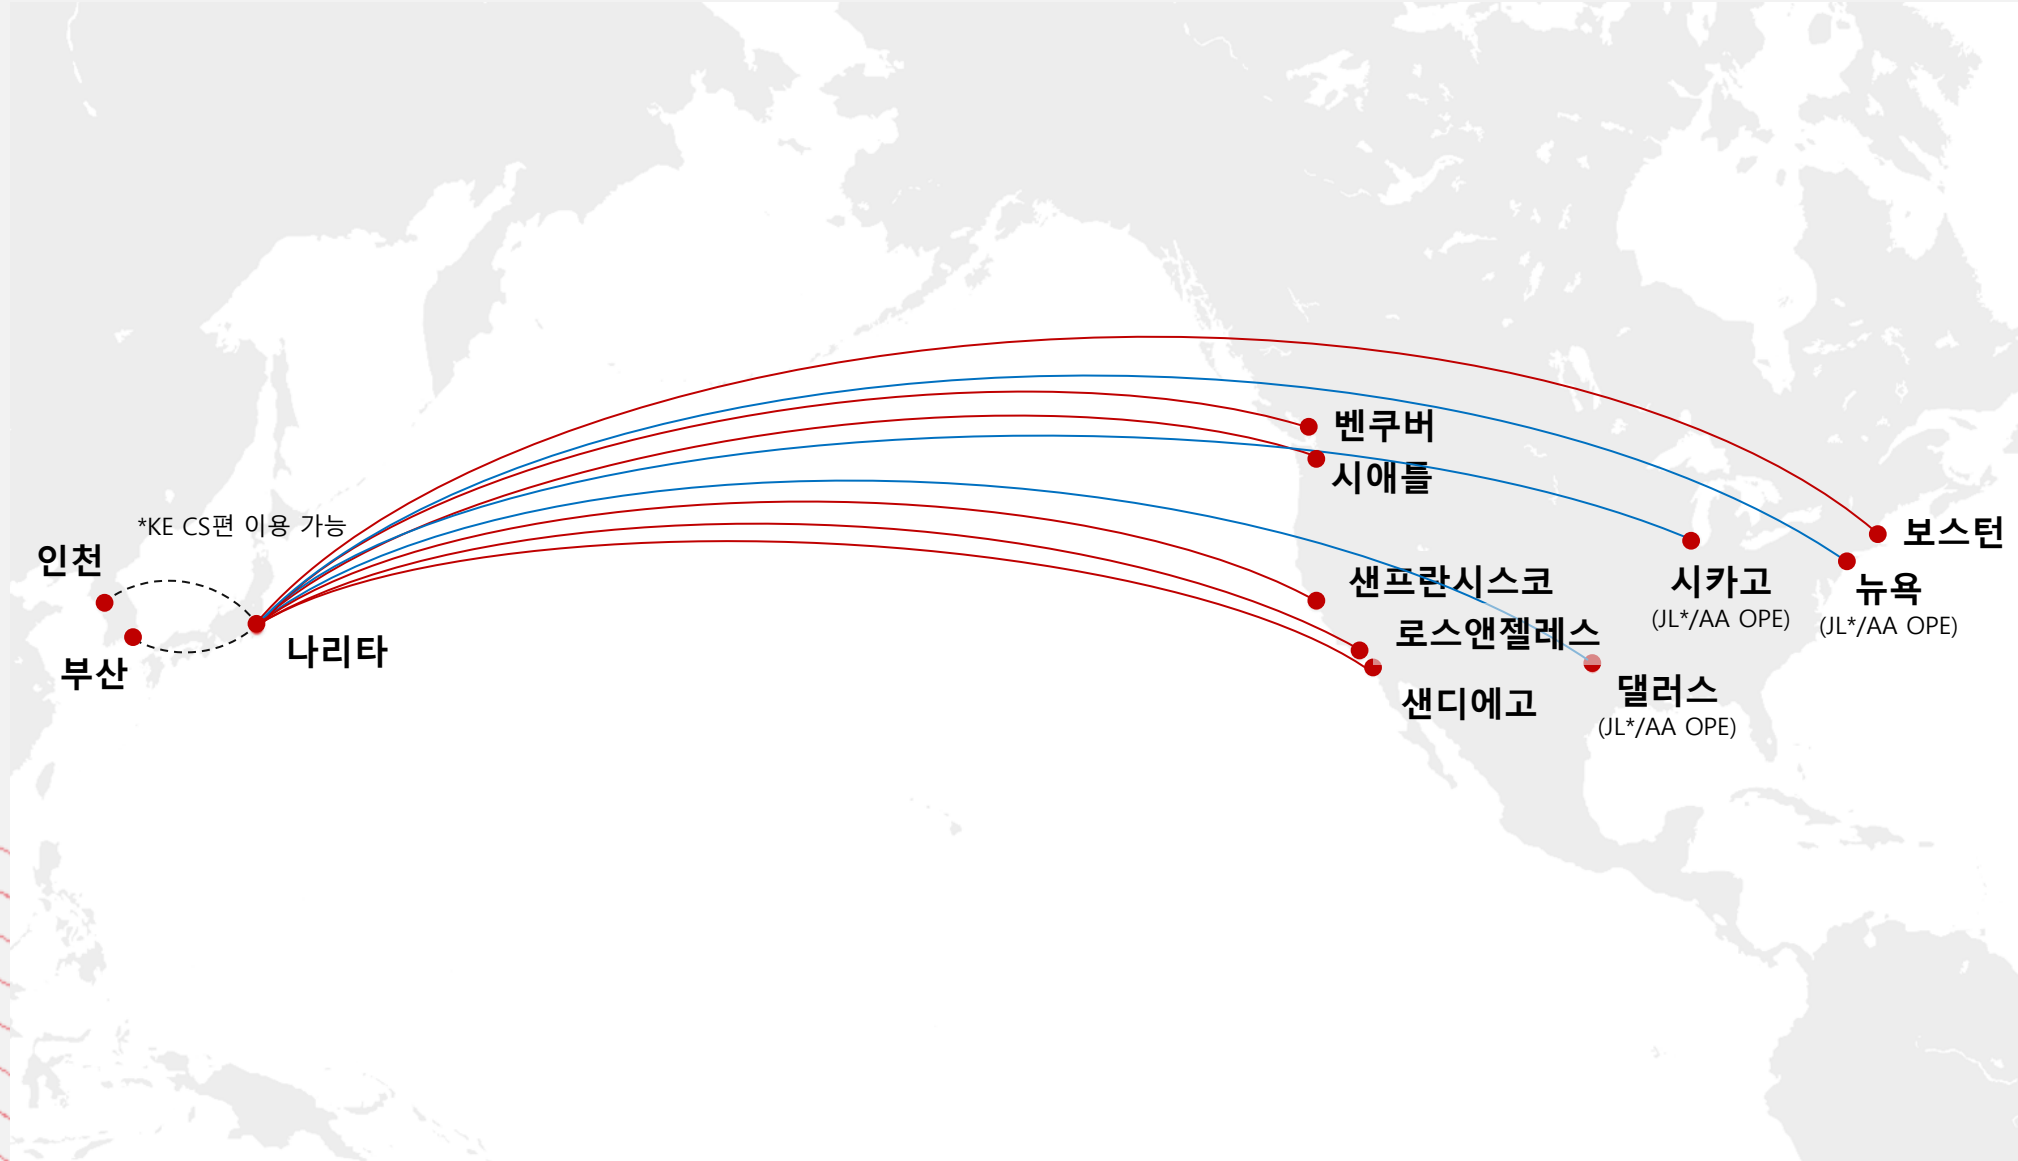 *KE CS편 이용 가능
인천
부산
나리타
벤쿠버
시애틀
샌프란시스코
로스앤젤레스
샌디에고
댈러스
(JL*/AA OPE)
시카고
(JL*/AA OPE)
뉴욕
(JL*/AA OPE)
보스턴